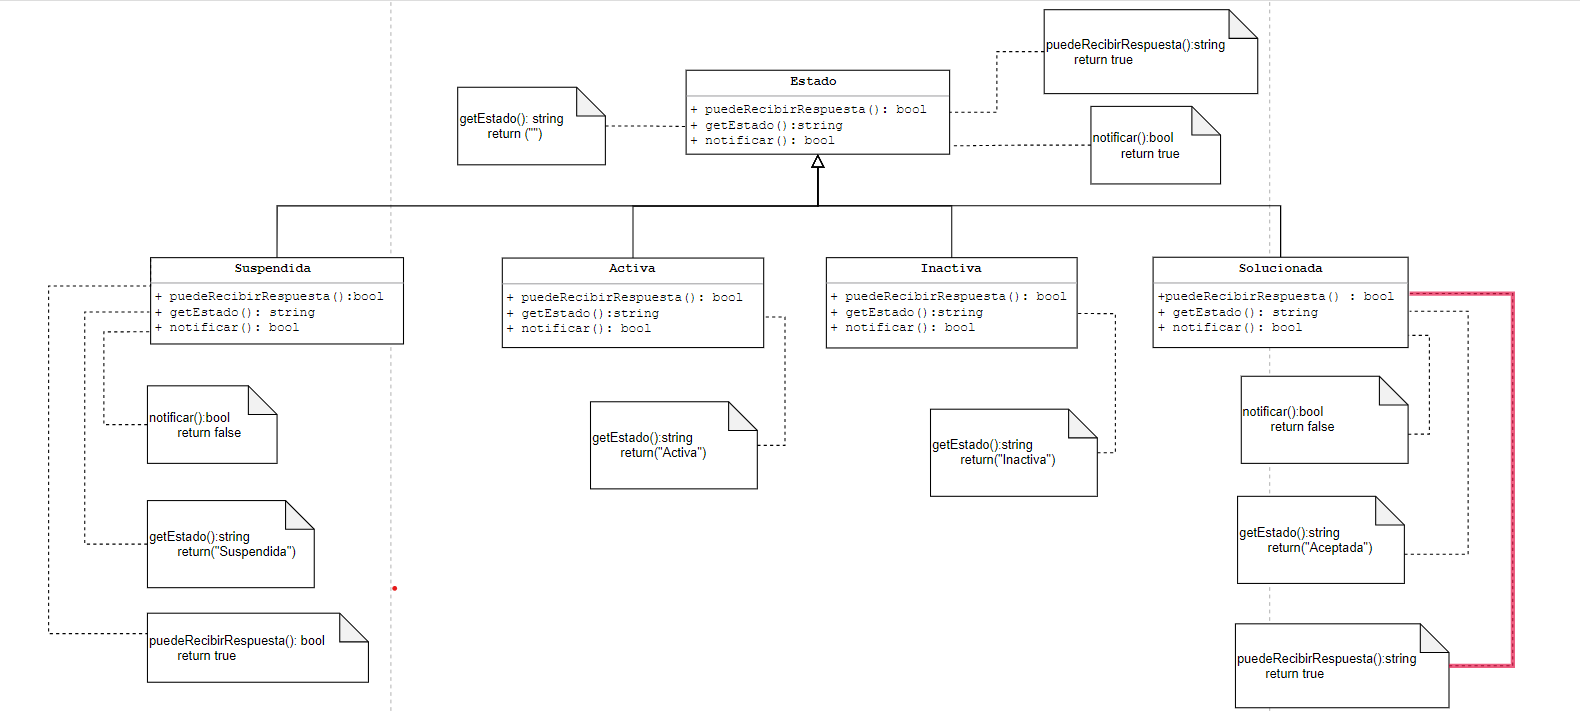 puedeRecibirRespuesta():string
return true
Estado
+ puedeRecibirRespuesta(): bool
+ getEstado():string
+ notificar(): bool
getEstado(): string
return ("")
notificar():bool
return true
Suspendida
+ puedeRecibirRespuesta():bool
+ getEstado(): string
+ notificar(): bool
Activa
+ puedeRecibirRespuesta(): bool
+ getEstado():string
+ notificar(): bool
Inactiva
+ puedeRecibirRespuesta(): bool
+ getEstado():string
+ notificar(): bool
Solucionada
+puedeRecibirRespuesta() : bool
+ getEstado(): string
+ notificar(): bool
notificar():bool
return false
getEstado():string
return("Activa")
getEstado():string
return("Inactiva")
notificar():bool
return false
getEstado():string
return("Suspendida")
getEstado():string
return("Aceptada")
puedeRecibirRespuesta(): bool
return true
puedeRecibirRespuesta():string
return true